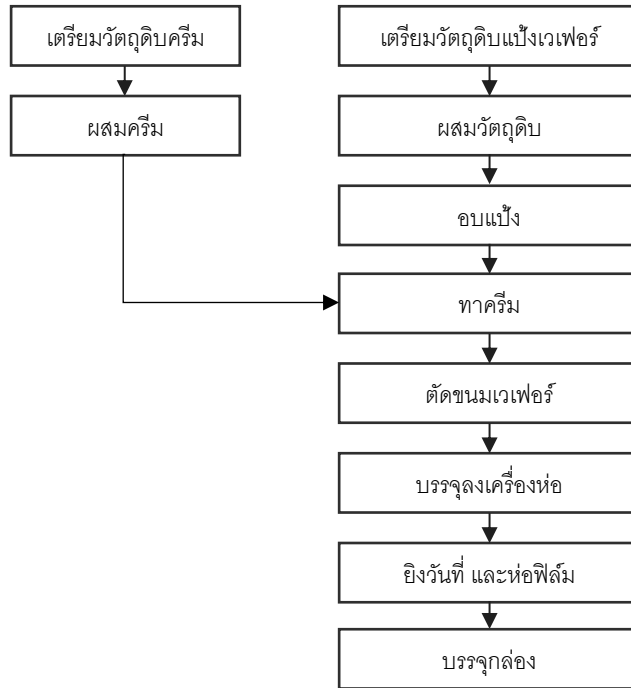 เตรียมวัตถุดิบครีม
เตรียมวัตถุดิบแป้งเวเฟอร์
ผสมครีม
ผสมวัตถุดิบ
อบแป้ง
ทาครีม
ตัดขนมเวเฟอร์
บรรจุลงเครื่องห่อ
ยิงวันที่ และห่อฟิล์ม
บรรจุกล่อง